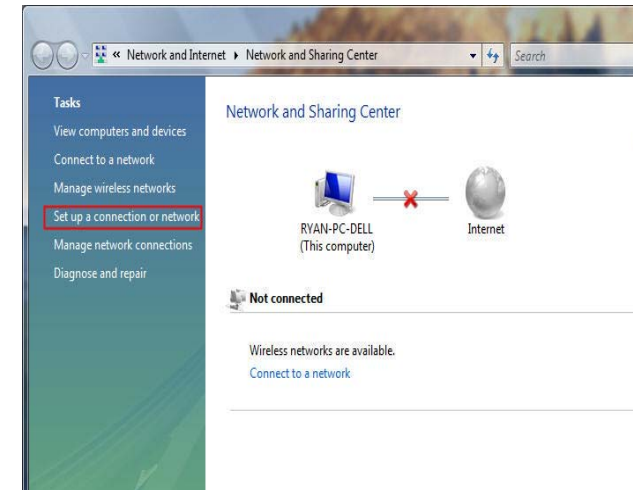 « Network and Internet ▸ Network and Sharing Center
Search
Tasks
View computers and devices
Connect to a network
Manage wireless networks
Set up a connection or network
Manage network connections
Diagnose and repair
Network and Sharing Center
RYAN-PC-DELL
(This computer)
Internet
Not connected
Wireless networks are available.
Connect to a network